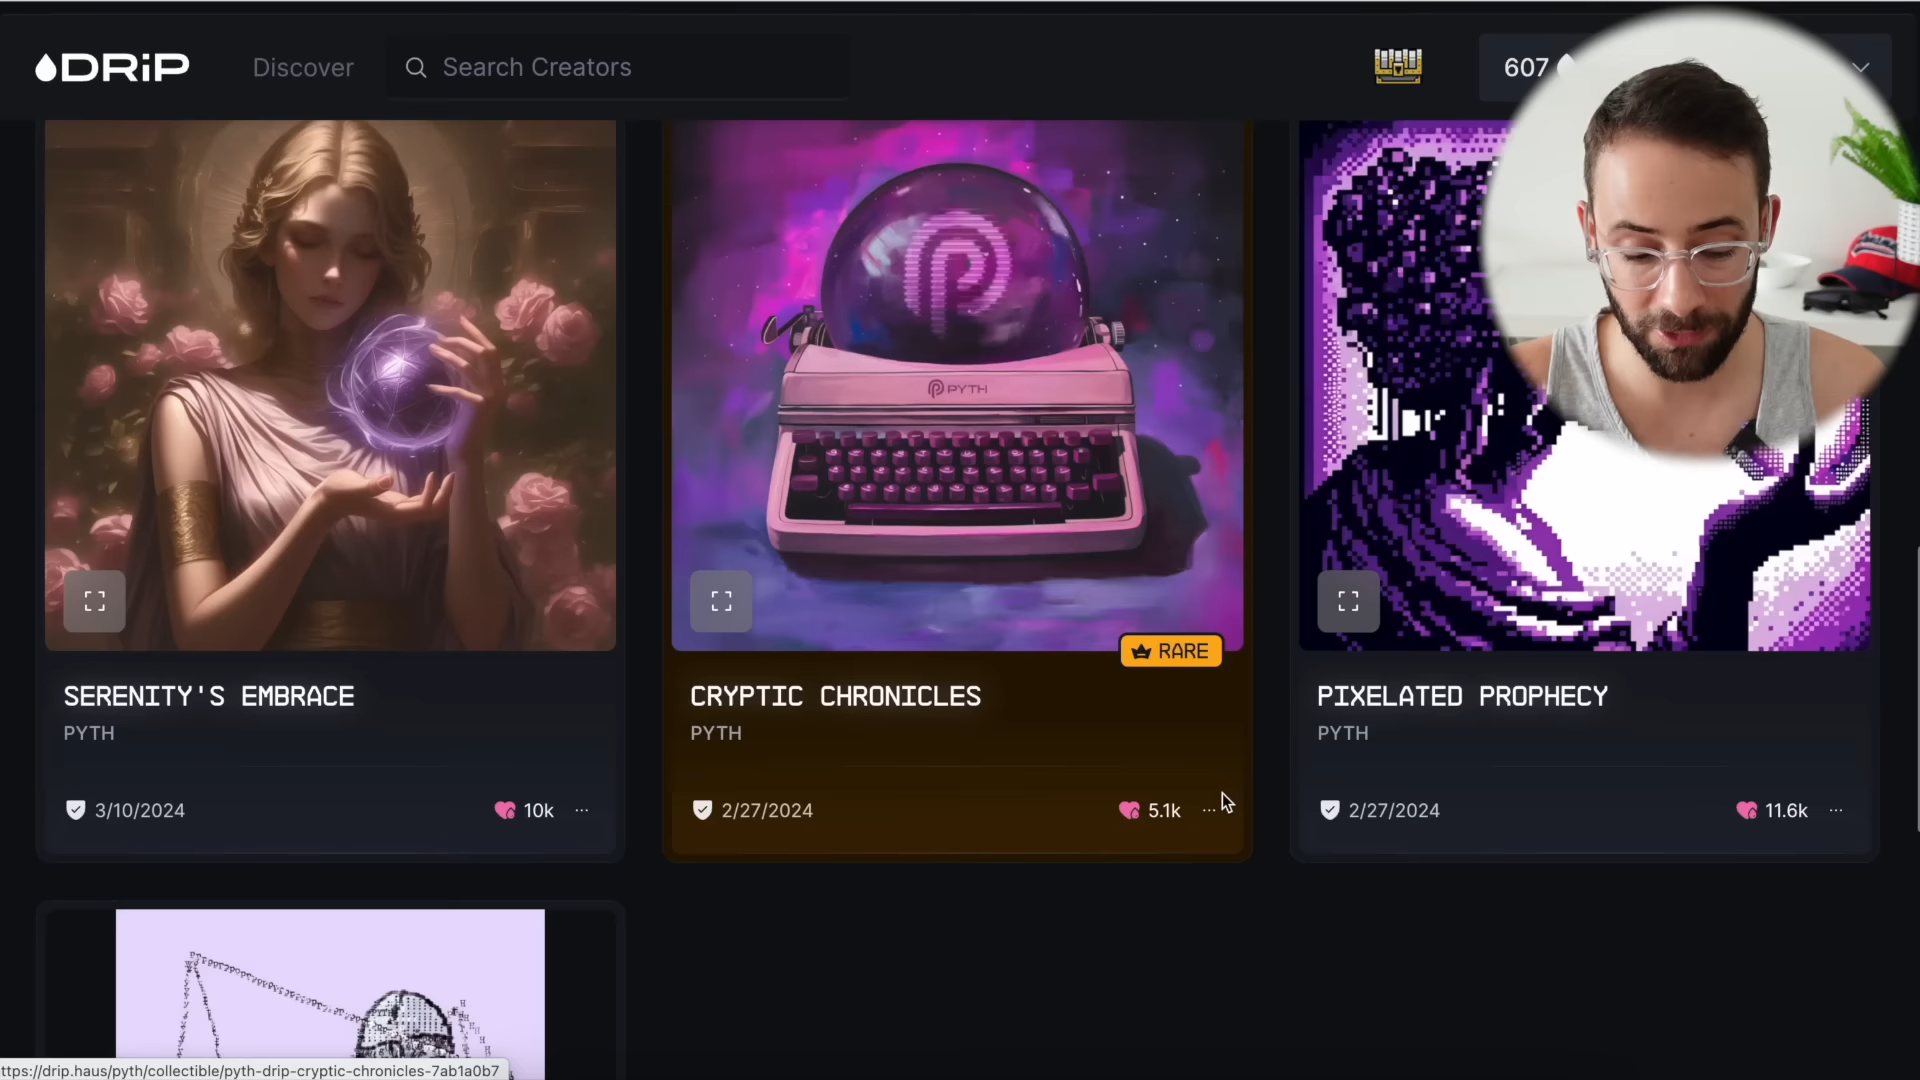 DRiP
Discover
Search Creators
607
PYTH
RARE
SERENITY'S EMBRACE
PYTH
3/10/2024
10k
CRYPTIC CHRONICLES
PYTH
2/27/2024
5.1k
PIXELATED PROPHECY
PYTH
2/27/2024
11.6k
ttps://drip.haus/pyth/collectible/pyth-drip-cryptic-chronicles-7ab1a0b7